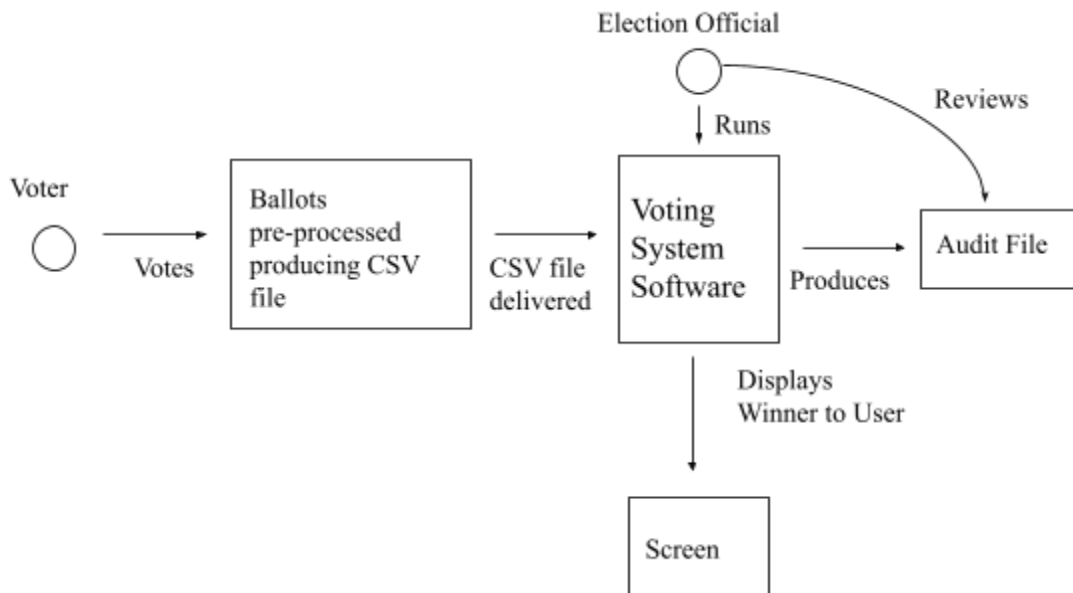 Election Official
Reviews
Runs
Voter
Ballots
pre-processed
producing CSV
file
Votes
CSV file
delivered
Voting
System
Software
Produces
Audit File
Displays
Winner to User
Screen